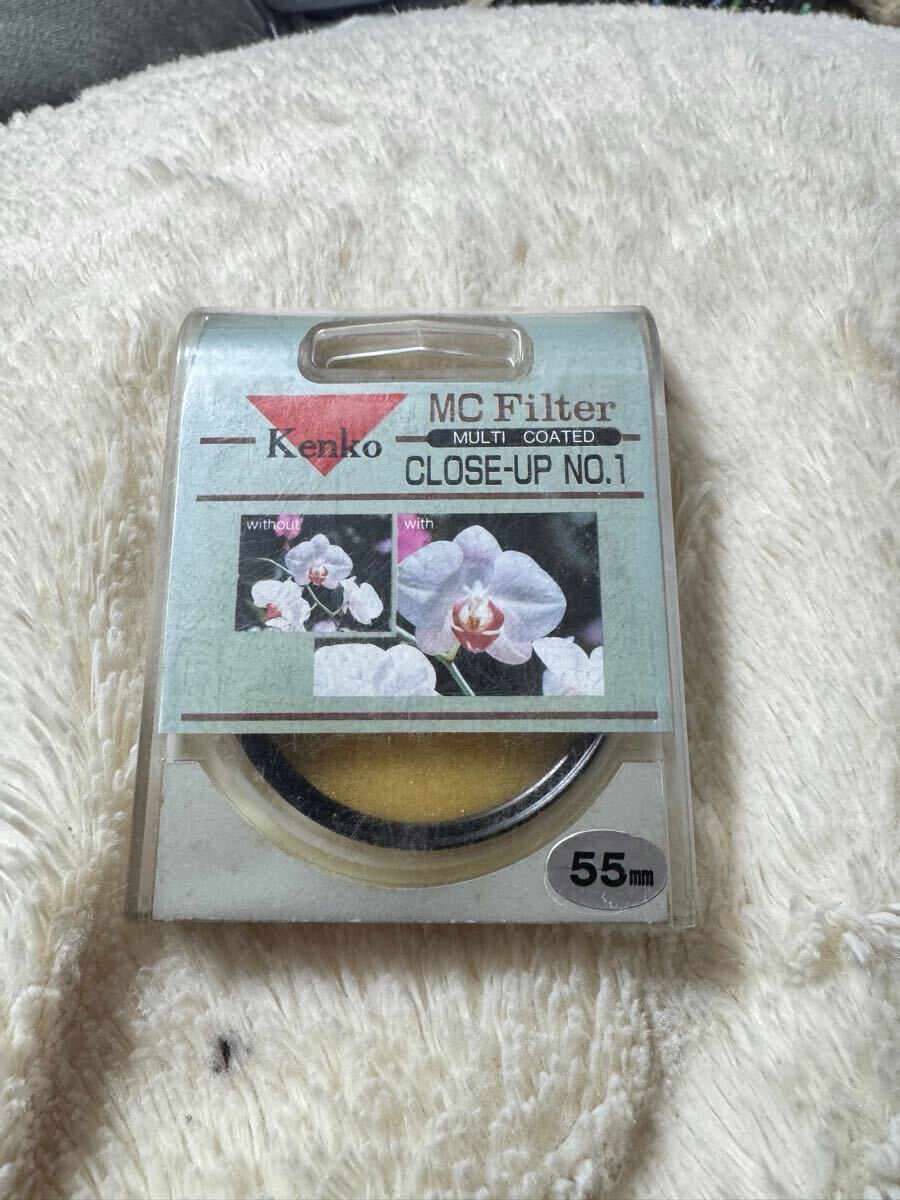 Kenko
MC Filter
MULTI COATED
CLOSE-UP NO.1
without
with
55mm